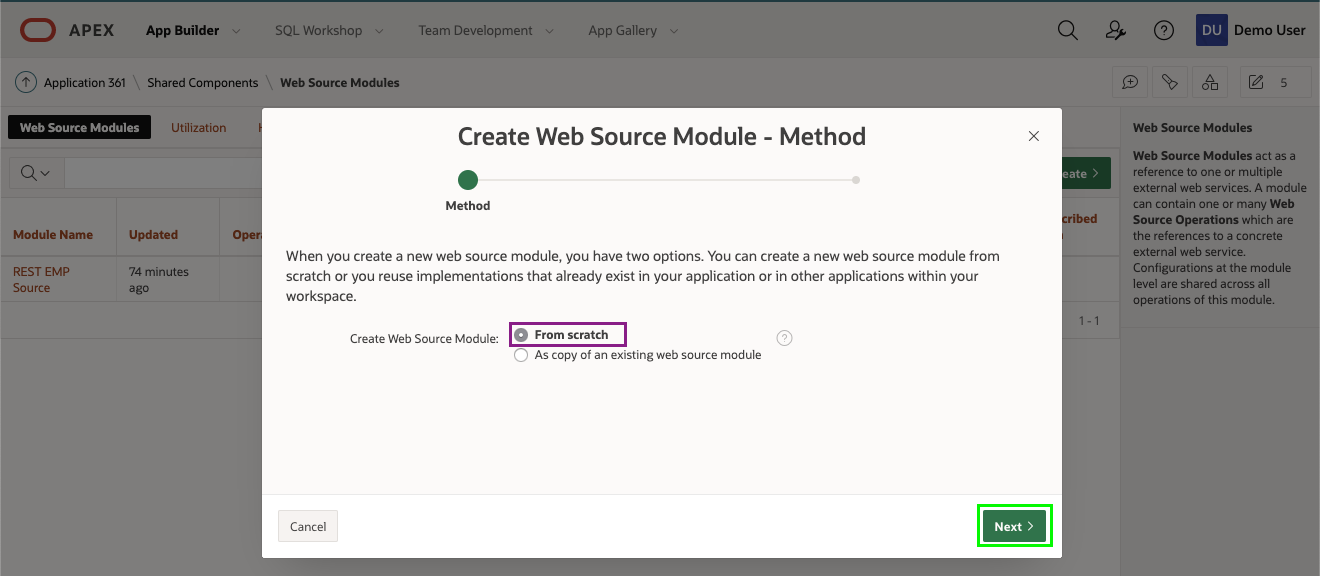 APEX App Builder SQL Workshop Team Development App Gallery DU Demo User
Application 361 \ Shared Components \ Web Source Modules 5
Web Source Modules Utilization
Create Web Source Module - Method
Method
Module Name Updated
REST EMP
Source
74 minutes
ago
1 - 1
When you create a new web source module, you have two options. You can create a new web source module from
scratch or you reuse implementations that already exist in your application or in other applications within your
workspace.
Create Web Source Module:
From scratch
As copy of an existing web source module
?
Cancel
Next >
Web Source Modules
Web Source Modules act as a
reference to one or multiple
external web services. A module
can contain one or many Web
Source Operations which are
the references to a concrete
external web service.
Configurations at the module
level are shared across all
operations of this module.